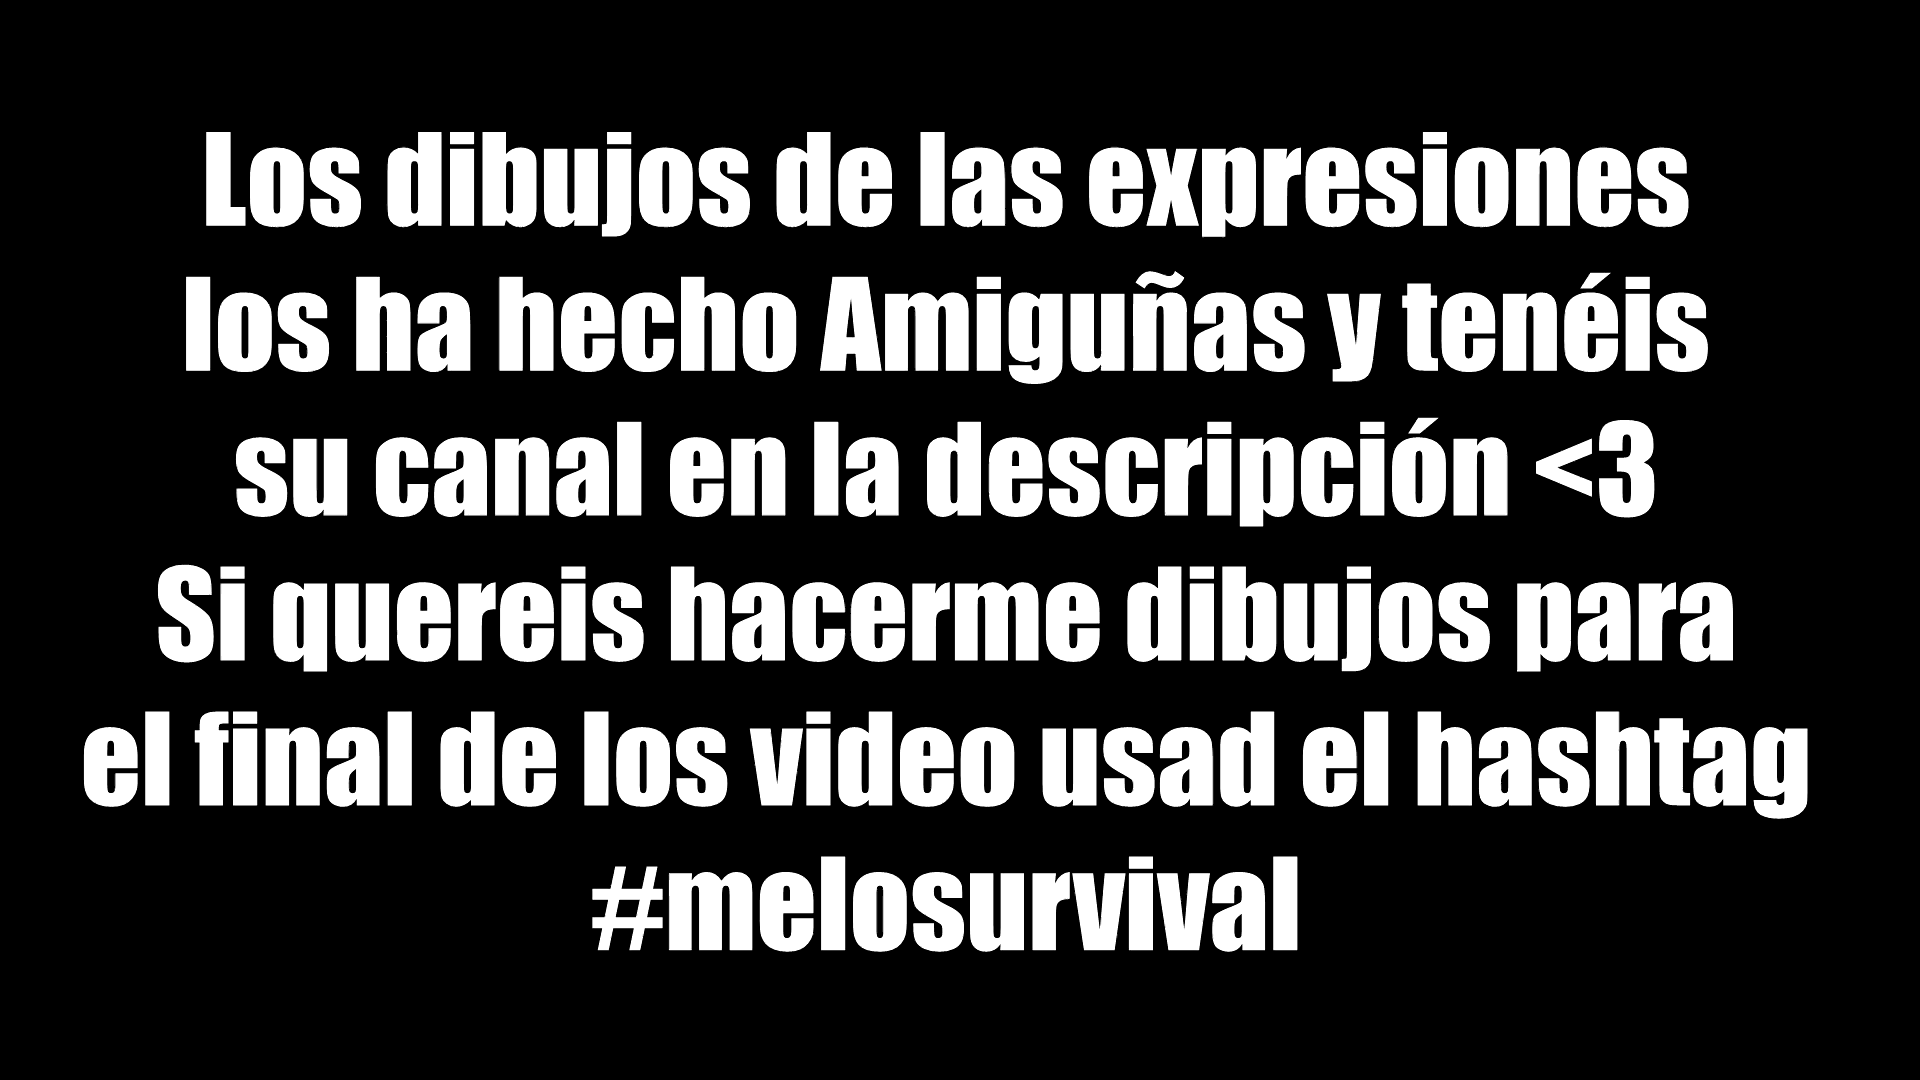 Los dibujos de las expresiones
los ha hecho Amiguñas y tenéis
su canal en la descripción <3
Si quereis hacerme dibujos para
el final de los video usad el hashtag
#melosurvival